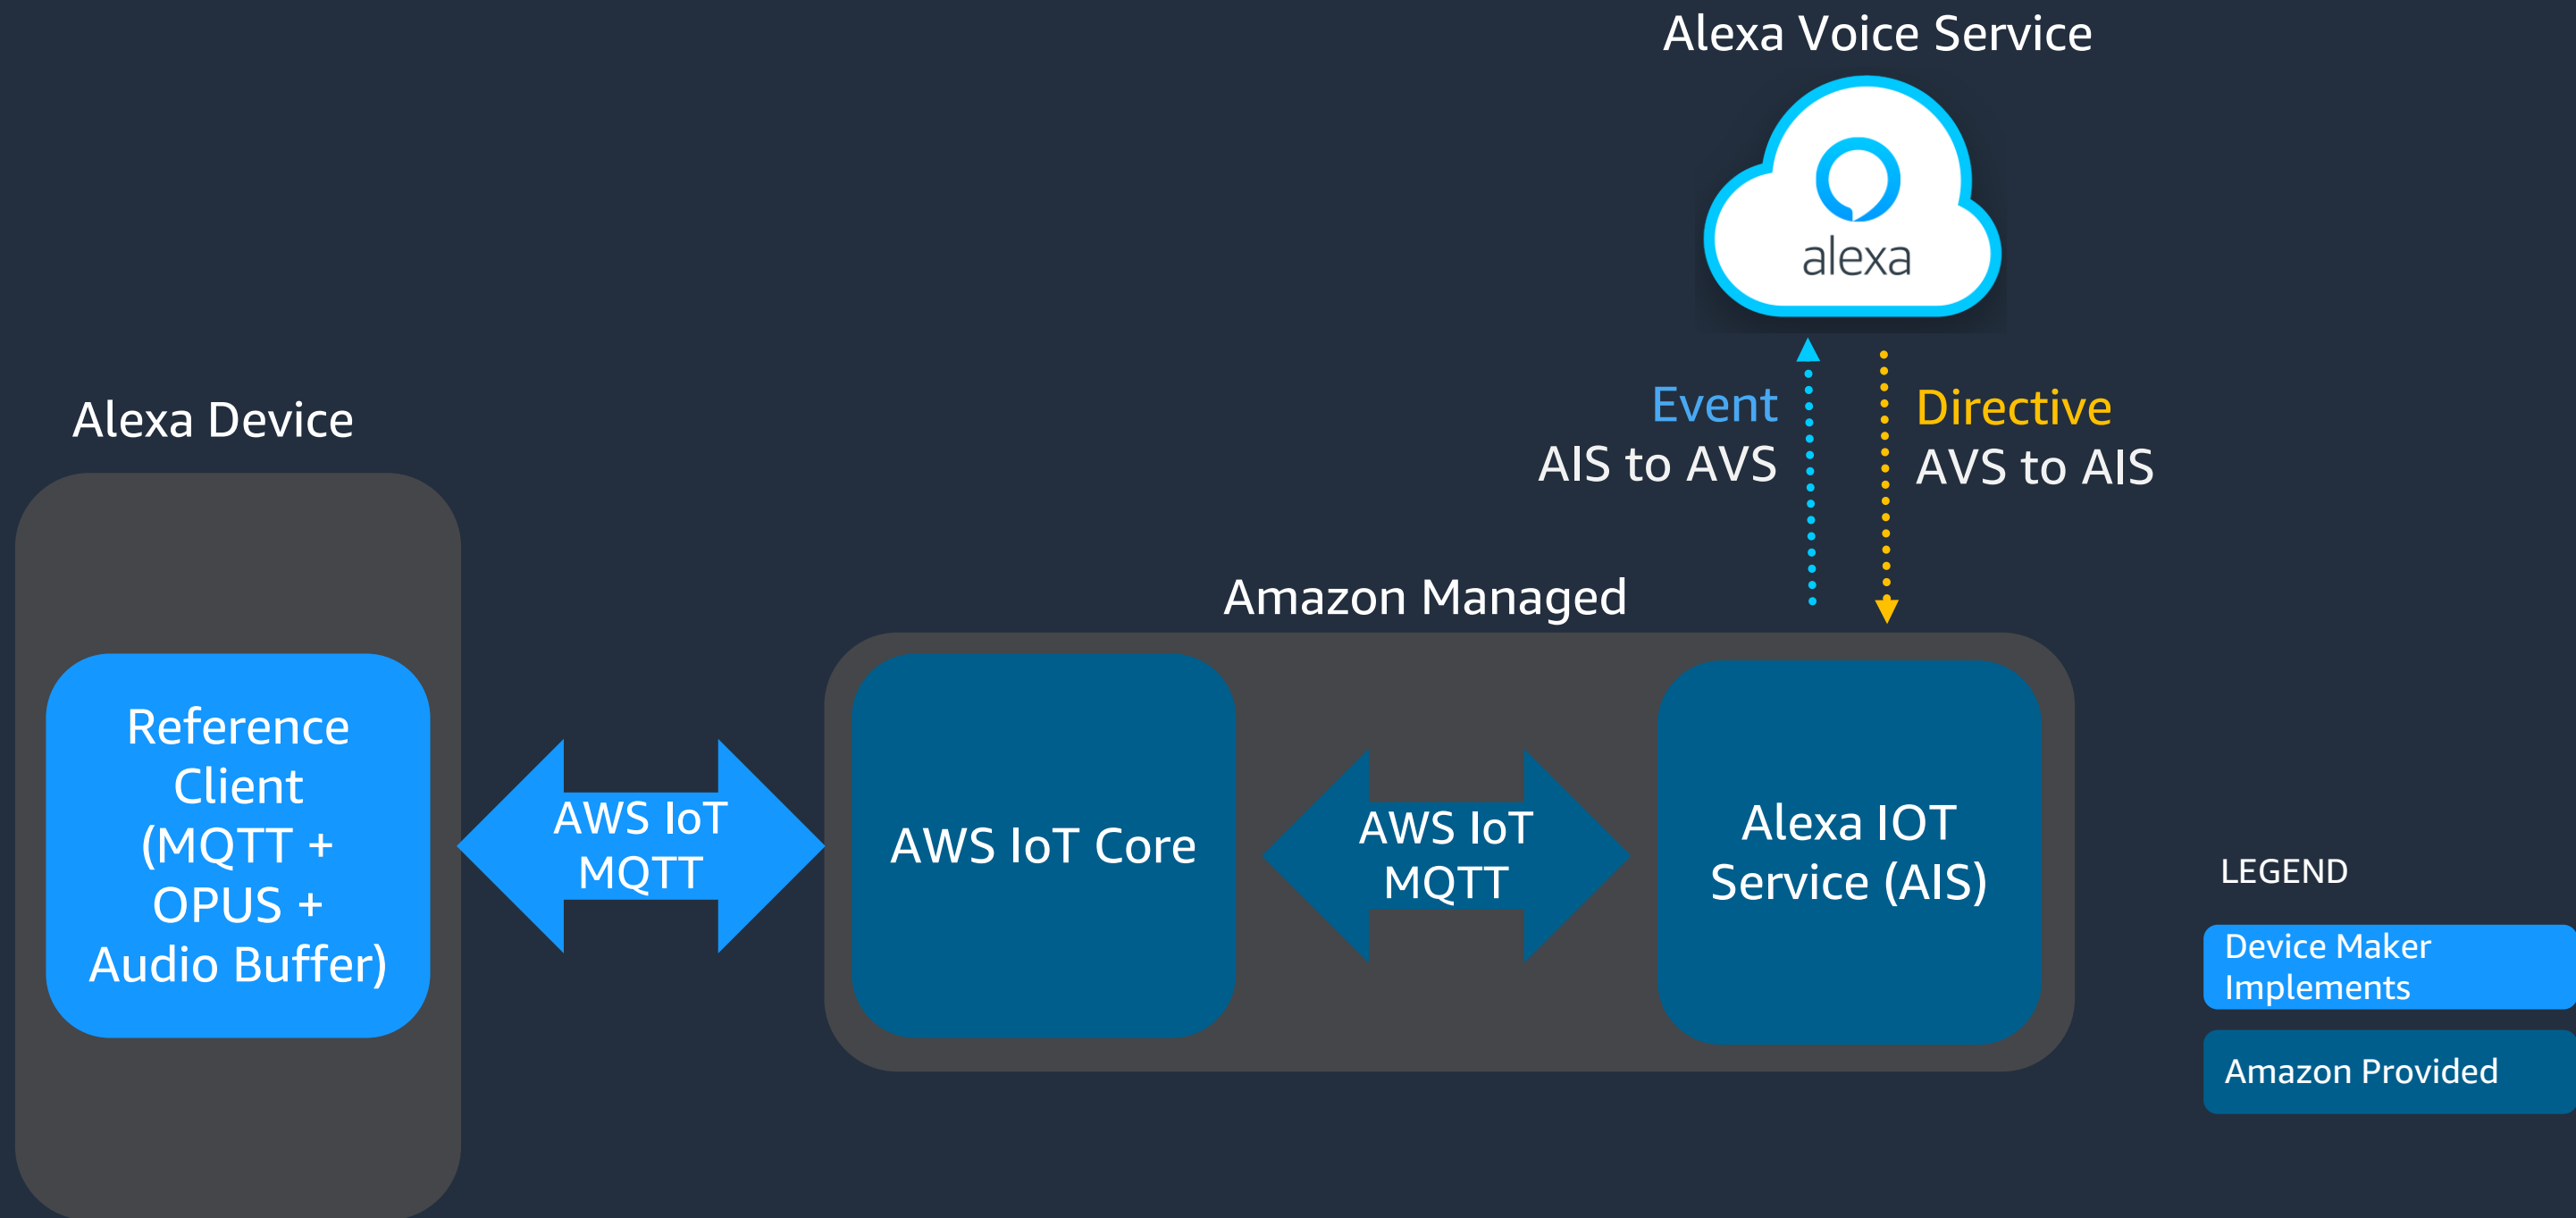 Alexa Voice Service
alexa
Event
AIS to AVS
Directive
AVS to AIS
Alexa Device
Reference
Client
(MQTT +
OPUS +
Audio Buffer)
AWS IoT
MQTT
Amazon Managed
AWS IoT Core
AWS IoT
MQTT
Alexa IOT
Service (AIS)
LEGEND
Device Maker
Implements
Amazon Provided